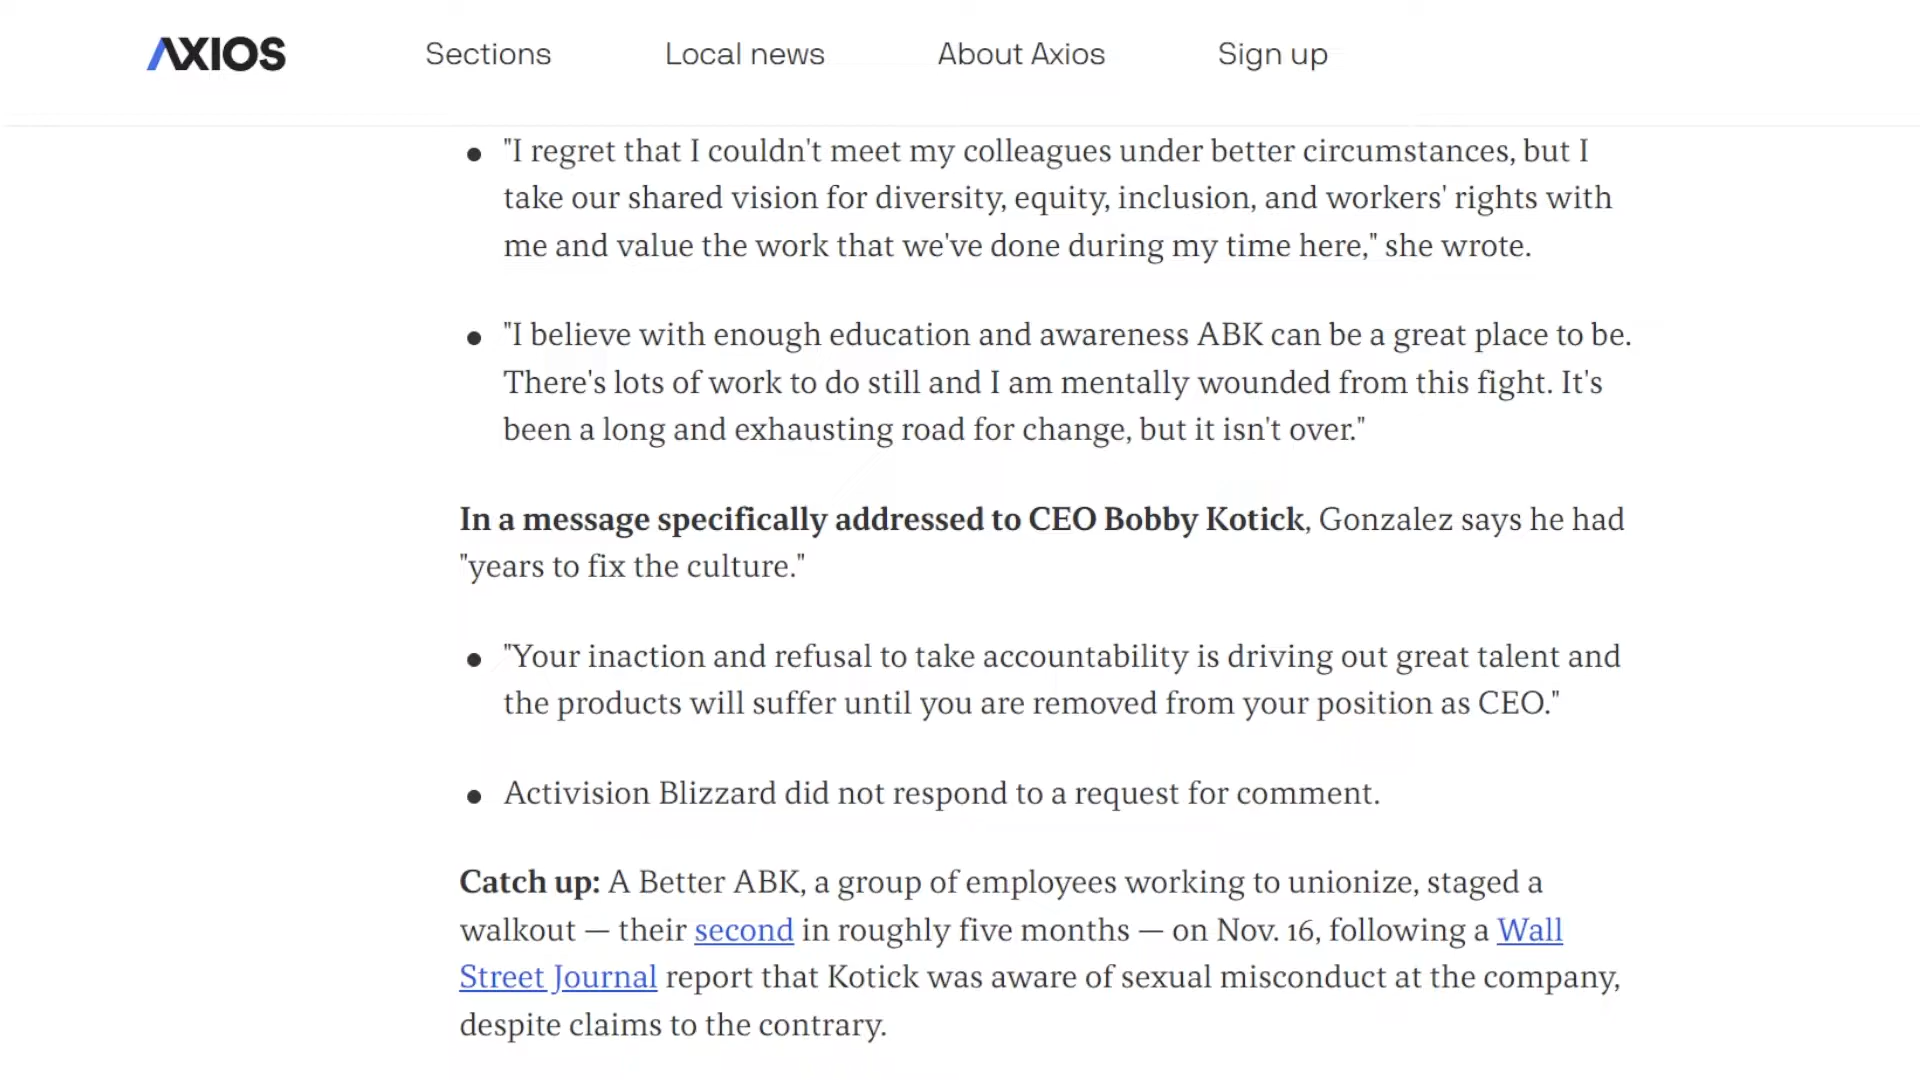 AXIOS Sections Local news About Axios Sign up
"I regret that I couldn't meet my colleagues under better circumstances, but I
take our shared vision for diversity, equity, inclusion, and workers' rights with
me and value the work that we've done during my time here," she wrote.
"I believe with enough education and awareness ABK can be a great place to be.
There's lots of work to do still and I am mentally wounded from this fight. It's
been a long and exhausting road for change, but it isn't over."
In a message specifically addressed to CEO Bobby Kotick, Gonzalez says he had
"years to fix the culture."
"Your inaction and refusal to take accountability is driving out great talent and
the products will suffer until you are removed from your position as CEO."
Activision Blizzard did not respond to a request for comment.
Catch up: A Better ABK, a group of employees working to unionize, staged a
walkout — their second in roughly five months — on Nov. 16, following a Wall
Street Journal report that Kotick was aware of sexual misconduct at the company,
despite claims to the contrary.